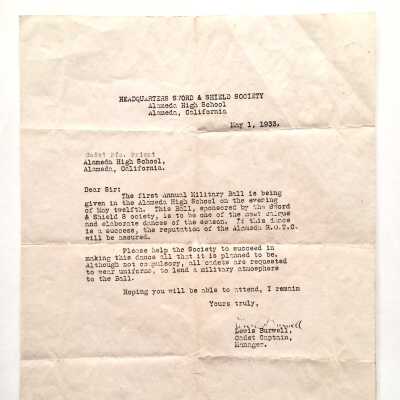 HEADQUARTERS SWORD & SHIELD SOCIETY
Alameda High School
Alameda, California
May 1, 1933.
Cadet Pfc. Priest
Alameda High School,
Alameda, California.
Dear Sir:
The first Annual Military Ball is being
given in the Alameda High School on the evening
of May twelfth. This Ball, sponsored by the Sword
& Shield S ociety, is to be one of the most unique
and elaborate dances of the season. If this dance
is a success, the reputation of the Alameda R.O.T.C.
will be assured.
Please help the Society to succeed in
making this dance all that it is planned to be.
Although not compulsory, all cadets are requested
to wear uniforms, to lend a military atmosphere
to the Ball.
Hoping you will be able to attend, I remain
Yours truly,
Lewis Burwell
Lewis Burwell,
Cadet Captain,
Manager.